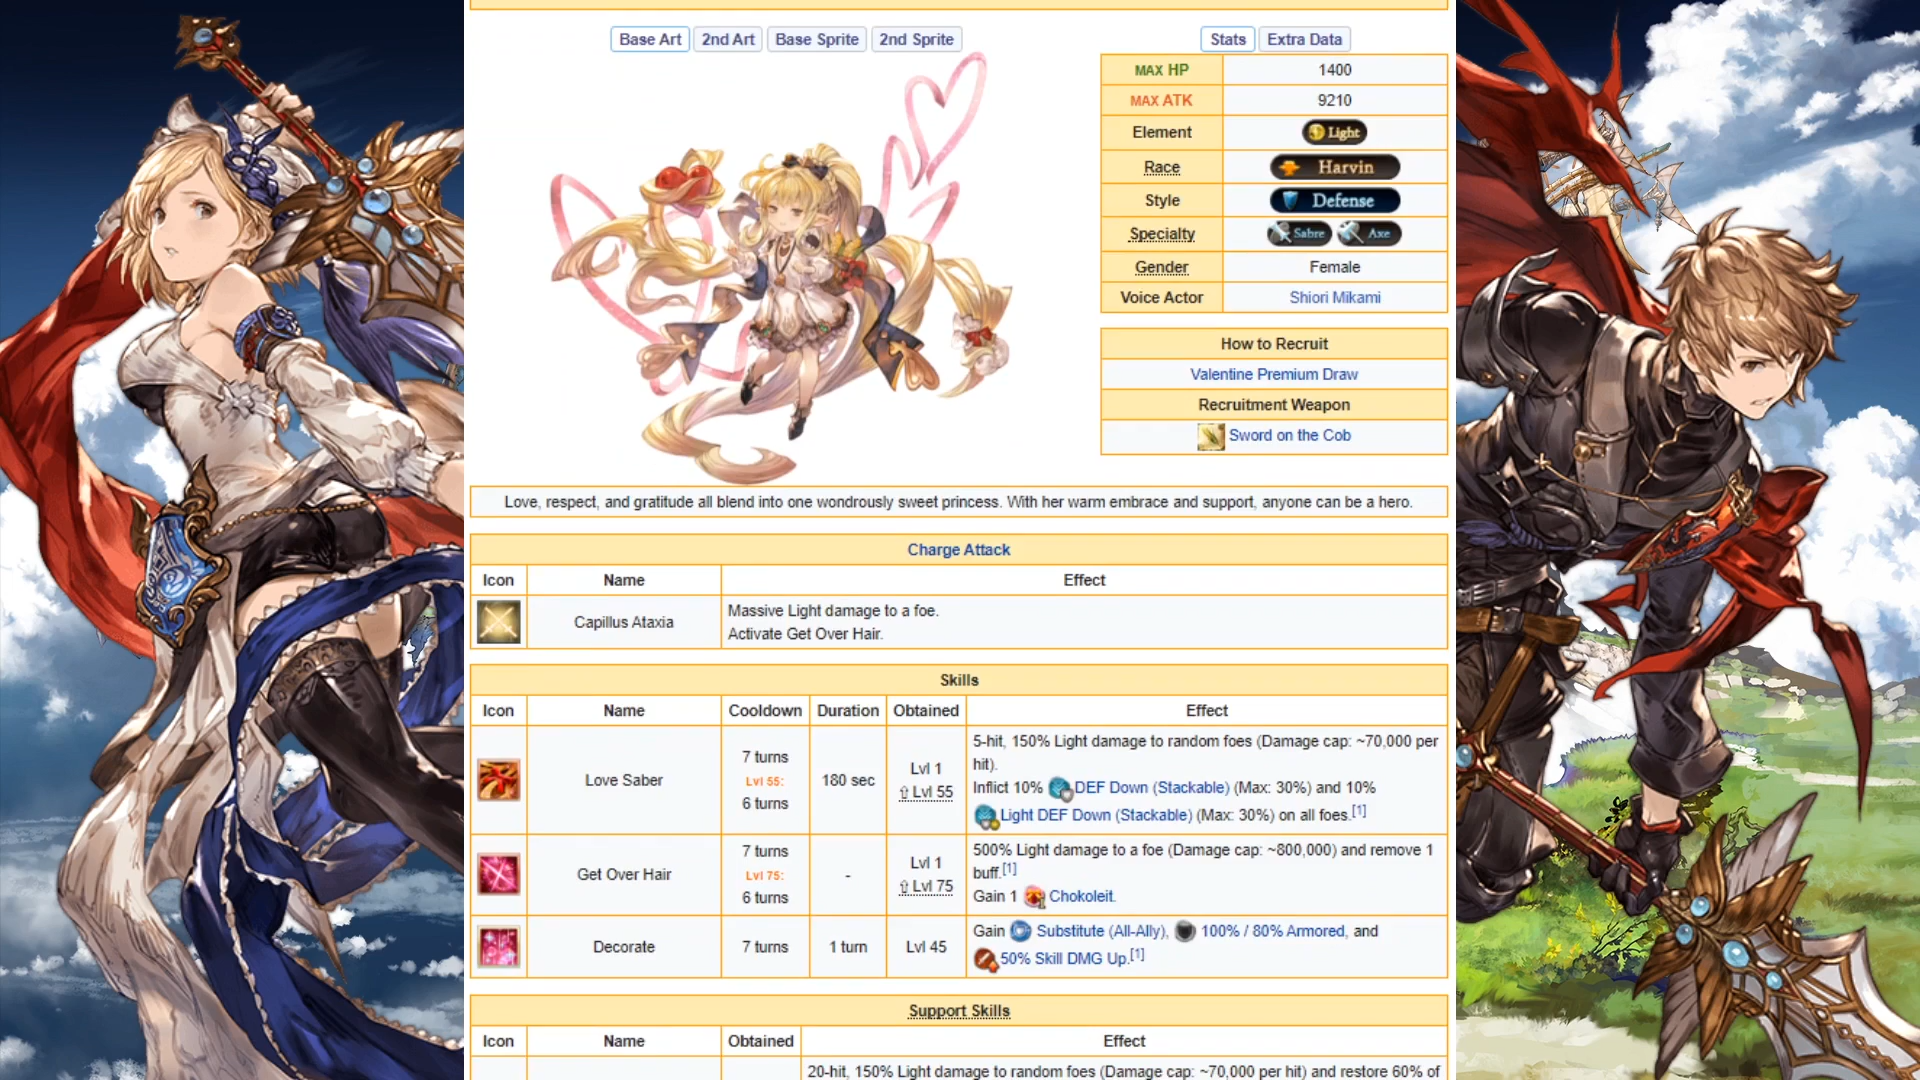 Base Art 2nd Art Base Sprite 2nd Sprite
Stats Extra Data
MAX HP 1400
MAX ATK 9210
Element Light
Race Harvin
Style Defense
Specialty Sabre Axe
Gender Female
Voice Actor Shiori Mikami
How to Recruit
Valentine Premium Draw
Recruitment Weapon
Sword on the Cob
Love, respect, and gratitude all blend into one wondrously sweet princess. With her warm embrace and support, anyone can be a hero.
Charge Attack
Icon Name Effect
Capillus Ataxia
Massive Light damage to a foe.
Activate Get Over Hair.
Skills
Icon Name Cooldown Duration Obtained Effect
Love Saber
7 turns
Lvl 55:
6 turns
180 sec
Lvl 1
⇧Lvl 55
5-hit, 150% Light damage to random foes (Damage cap: ~70,000 per
hit).
Inflict 10% DEF Down (Stackable) (Max: 30%) and 10%
Light DEF Down (Stackable) (Max: 30%) on all foes.[1]
Get Over Hair
7 turns
Lvl 75:
6 turns
-
Lvl 1
⇧Lvl 75
500% Light damage to a foe (Damage cap: ~800,000) and remove 1
buff.[1]
Gain 1 Chokoleit.
Decorate
7 turns
1 turn
Lvl 45
Gain Substitute (All-Ally), 100% / 80% Armored, and
50% Skill DMG Up.[1]
Support Skills
Icon Name Obtained Effect
20-hit, 150% Light damage to random foes (Damage cap: ~70,000 per hit) and restore 60% of